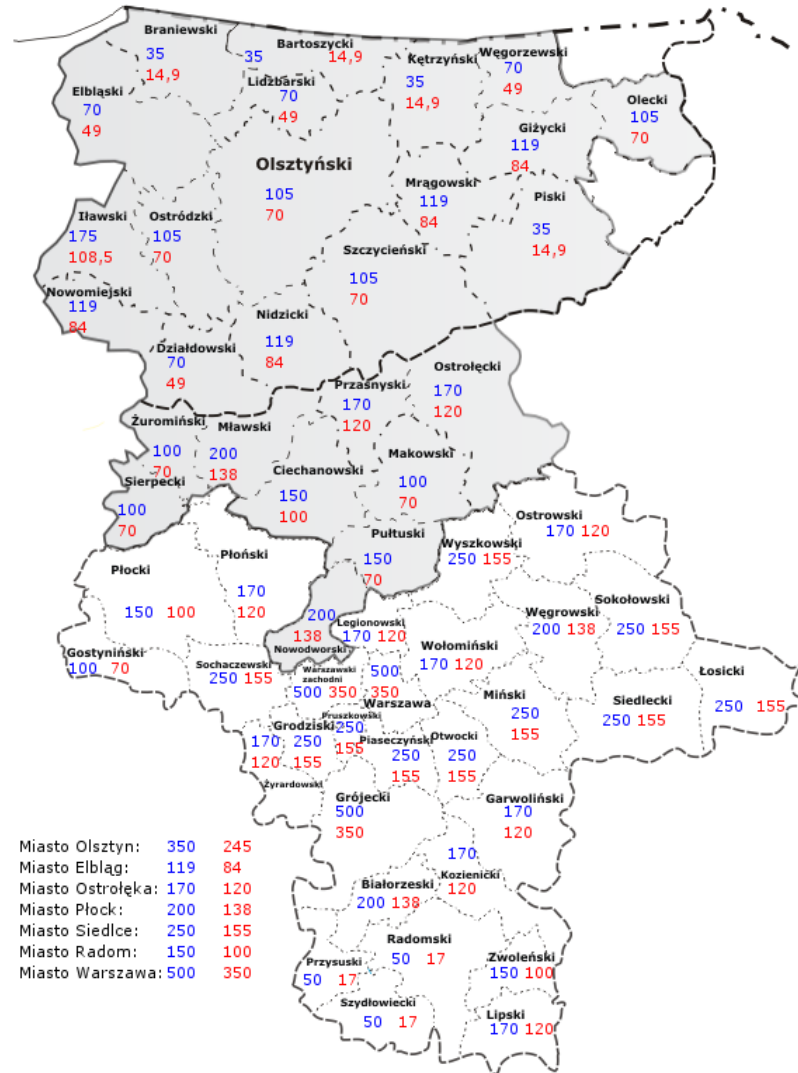 Braniewski
35
14,9
Bartoszycki
35 14,9
Kętrzyński
35
14,9
Węgorzewski
70
49
Elbląski
70
49
Lidzbarski
70
49
Olecki
105
70
Giżycki
119
84
Olsztyński
105
70
Mrągowski
119
84
Piski
35
14,9
Iławski
175
108,5
Ostródzki
105
70
Szczycieński
105
70
Nowomiejski
119
84
Nidzicki
119
84
Działdowski
70
49
Ostrołęcki
170
120
Przasnyski
170
120
Żuromiński
100
70
Mławski
200
138
Makowski
100
70
Ciechanowski
150
100
Sierpecki
100
70
Pułtuski
150
70
Ostrowski
170 120
Wyszkowski
250 155
Płoński
170
120
Płocki
150 100
200
138
Nowodworski
Legionowski
170 120
Węgrowski
200 138
Sokołowski
250 155
Gostyniński
100 70
Sochaczewski
250 155
Wołomiński
170 120
Warszawski
zachodni
500 350
500
350
Warszawa
Łosicki
250 155
Siedlecki
250 155
Miński
250
155
Pruszkowski
250
155
Grodziski
250
155
170
120
Żyrardowski
Piaseczyński
250
155
Otwocki
250
155
Grójecki
500
350
Garwoliński
170
120
170
Kozienicki
120
Białorzeski
200 138
Radomski
50 17
Przysuski
50 17
Zwoleński
150 100
Szydłowiecki
50 17
Lipski
170 120
Miasto Olsztyn: 350 245
Miasto Elbląg: 119 84
Miasto Ostrołęka: 170 120
Miasto Płock: 200 138
Miasto Siedlce: 250 155
Miasto Radom: 150 100
Miasto Warszawa: 500 350